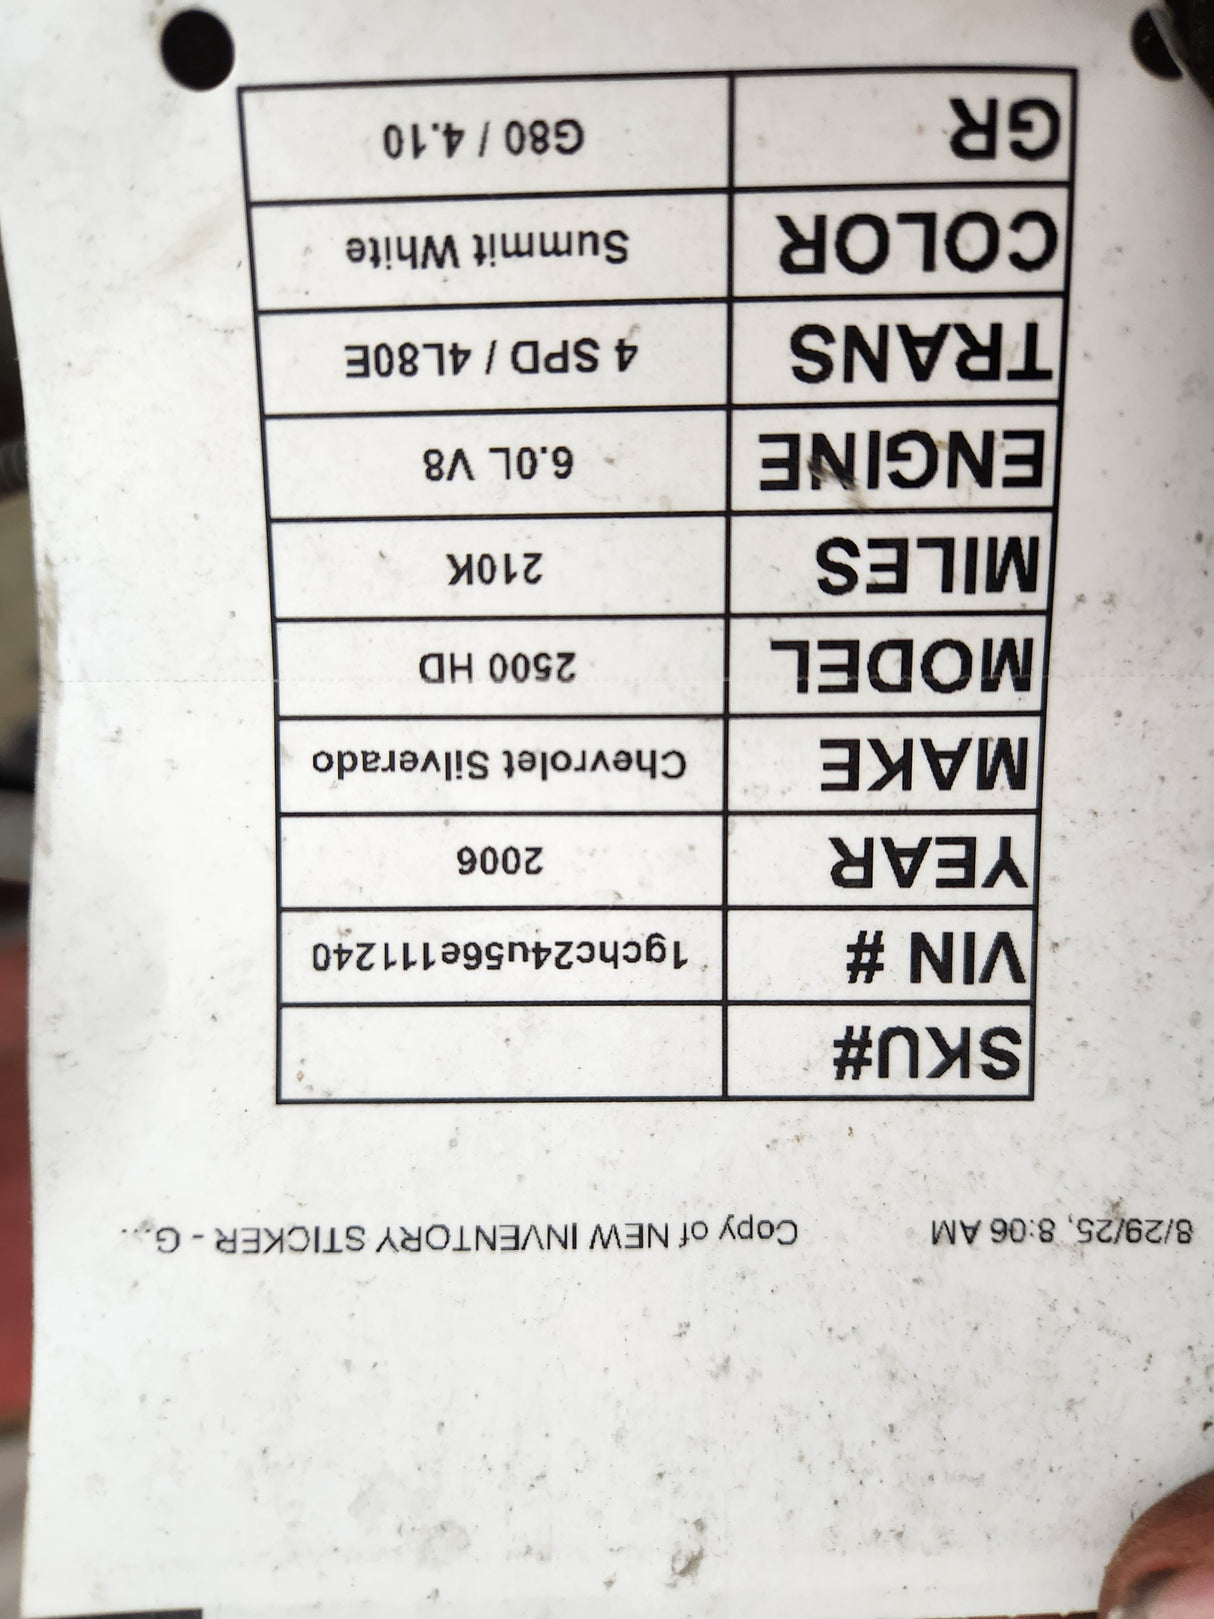 8/29/25, 8:06 AM Copy of NEW INVENTORY STICKER - G...
SKU#
VIN # 1gchc24u56e111240
YEAR 2006
MAKE Chevrolet Silverado
MODEL 2500 HD
MILES 210K
ENGINE 6.0L V8
TRANS 4 SPD / 4L80E
COLOR Summit White
GR G80 / 4.10